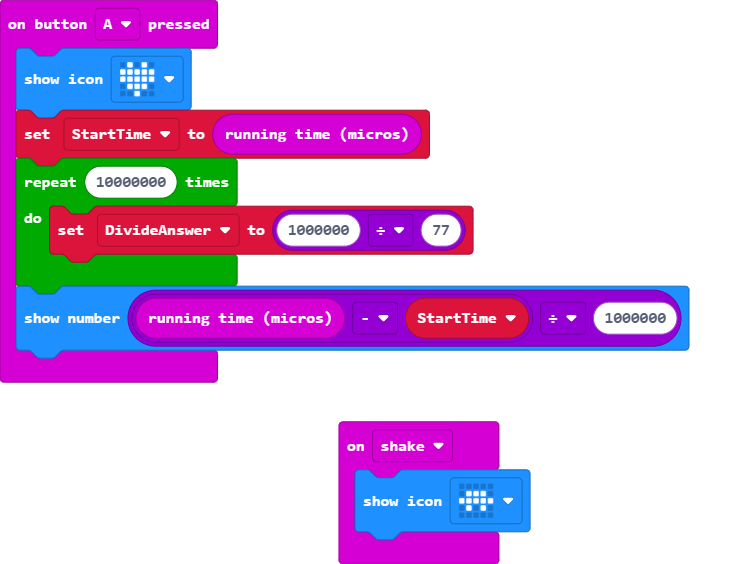 on button A pressed
show icon
set StartTime to running time (micros)
repeat 10000000 times
do set DivideAnswer to 1000000 ÷ 77
show number running time (micros) - StartTime ÷ 1000000
on shake
show icon